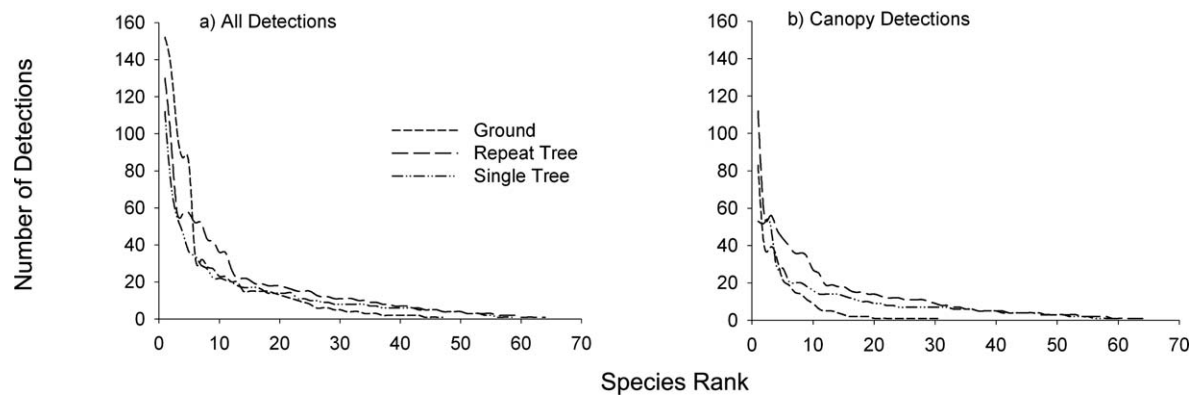 a) All Detections
b) Canopy Detections
160
140
120
100
80
60
40
20
0
0 10 20 30 40 50 60 70
Ground
Repeat Tree
Single Tree
160
140
120
100
80
60
40
20
0
0 10 20 30 40 50 60 70
Number of Detections
Species Rank